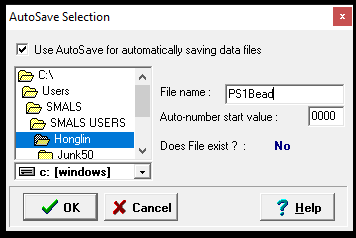 AutoSave Selection
Use AutoSave for automatically saving data files
C:\
Users
SMALS
SMALS USERS
Honglin
Junk50
c: [windows]
File name : PS1Bead
Auto-number start value : 0000
Does File exist ? : No
OK
Cancel
Help